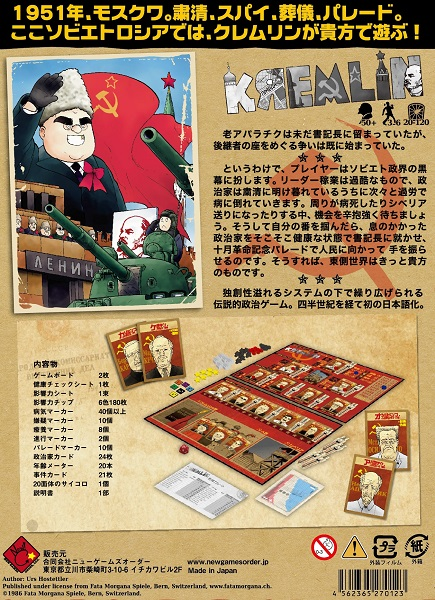 1951年、モスクワ。粛清、スパイ、葬儀、パレード。
ここソビエトロシアでは、クレムリンが貴方で遊ぶ！
KREMLIN
50+
3-6
20-120
老アパラチクは未だ書記長に留まっていたが、
後継者の座をめぐる争いは既に始まっていた。
というわけで、プレイヤーはソビエト政界の黒
幕に扮します。リーダー稼業は過酷なもので、政
治家は粛清に明け暮れているうちに次々と過労で
病に倒れていきます。周りが病死したりシベリア
送りになったりする中、機会を辛抱強く待ちましょ
う。そうして自分の番を掴んだら、息のかかった
政治家をそこそこ健康な状態で書記長に就かせ、
十月革命記念パレードで人民に向かって手を振ら
せるのです。そうすれば、東側世界はきっと貴方
のものです。
独創性溢れるシステムの下で繰り広げられる
伝説的政治ゲーム。四半世紀を経て初の日本語化。
ЛЕНИН
内容物
ゲームボード 2枚
健康チェックシート 1枚
影響力シート 1束
影響力チップ 6色180枚
病気マーカー 40個以上
嫌疑マーカー 10個
療養マーカー 8個
進行マーカー 2個
パレードマーカー 10個
政治家カード 24枚
年齢メーター 20本
事件カード 21枚
20面体のサイコロ 1個
説明書 1部
販売元
合同会社ニューゲームズオーダー
東京都立川市柴崎町3-10-6 イチカワビル2F
www.newgamesorder.jp
Made in Japan
Author: Urs Hostettler
Published under license from Fata Morgana Spiele, Bern, Switzerland, www.fatamorgana.ch.
©1986 Fata Morgana Spiele, Bern, Switzerland.
プラ
外装フィルム
紙
外箱
4 562365 270123